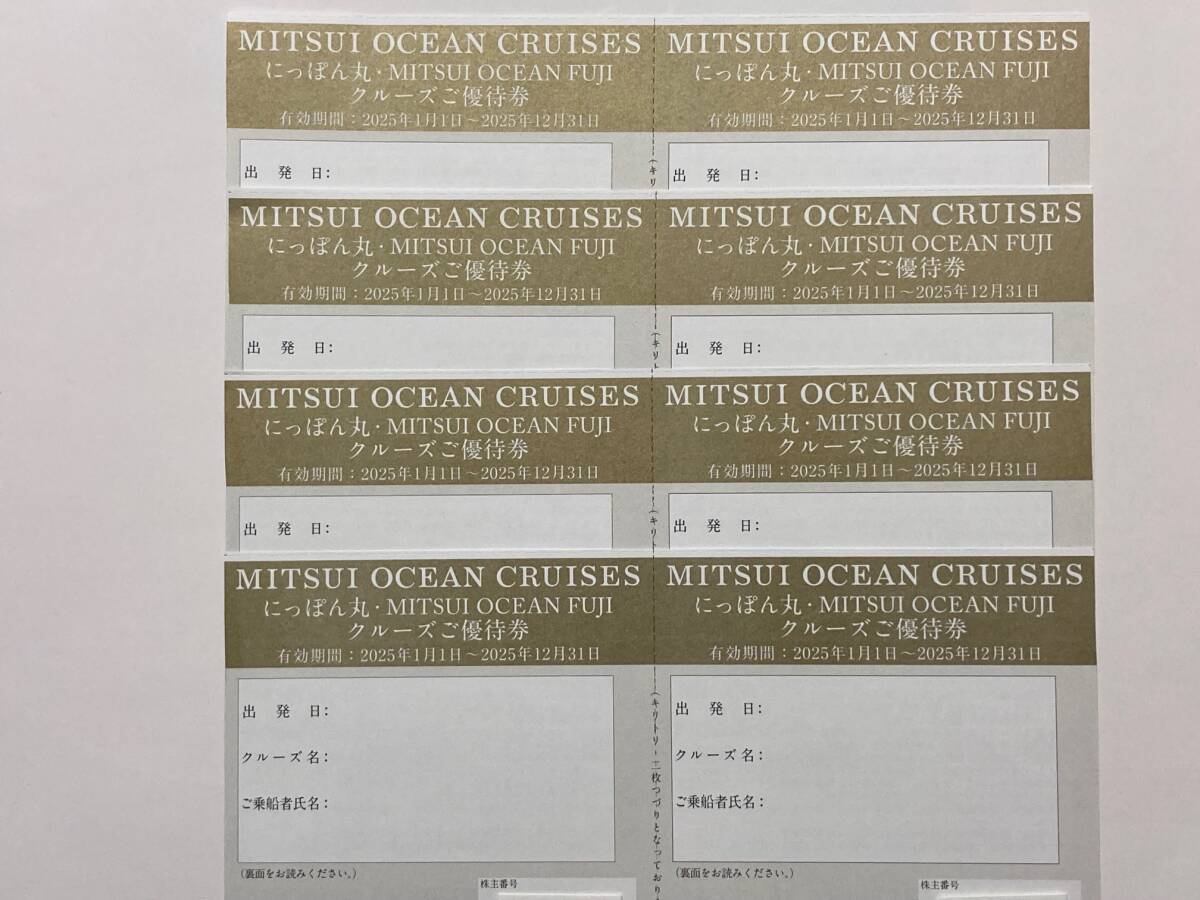 MITSUI OCEAN CRUISES
にっぽん丸・MITSUI OCEAN FUJI
クルーズご優待券
有効期間：2025年1月1日～2025年12月31日
出 発 日：
MITSUI OCEAN CRUISES
にっぽん丸・MITSUI OCEAN FUJI
クルーズご優待券
有効期間：2025年1月1日～2025年12月31日
出 発 日：
（キリ
MITSUI OCEAN CRUISES
にっぽん丸・MITSUI OCEAN FUJI
クルーズご優待券
有効期間：2025年1月1日～2025年12月31日
出 発 日：
MITSUI OCEAN CRUISES
にっぽん丸・MITSUI OCEAN FUJI
クルーズご優待券
有効期間：2025年1月1日～2025年12月31日
出 発 日：
（キリト
MITSUI OCEAN CRUISES
にっぽん丸・MITSUI OCEAN FUJI
クルーズご優待券
有効期間：2025年1月1日～2025年12月31日
出 発 日：
MITSUI OCEAN CRUISES
にっぽん丸・MITSUI OCEAN FUJI
クルーズご優待券
有効期間：2025年1月1日～2025年12月31日
出 発 日：
（キリト
MITSUI OCEAN CRUISES
にっぽん丸・MITSUI OCEAN FUJI
クルーズご優待券
有効期間：2025年1月1日～2025年12月31日
出 発 日：
クルーズ名：
ご乗船者氏名：
（裏面をお読みください。）
株主番号
MITSUI OCEAN CRUISES
にっぽん丸・MITSUI OCEAN FUJI
クルーズご優待券
有効期間：2025年1月1日～2025年12月31日
出 発 日：
クルーズ名：
ご乗船者氏名：
（裏面をお読みください。）
株主番号
（キリトリ・二枚つづりとなっており